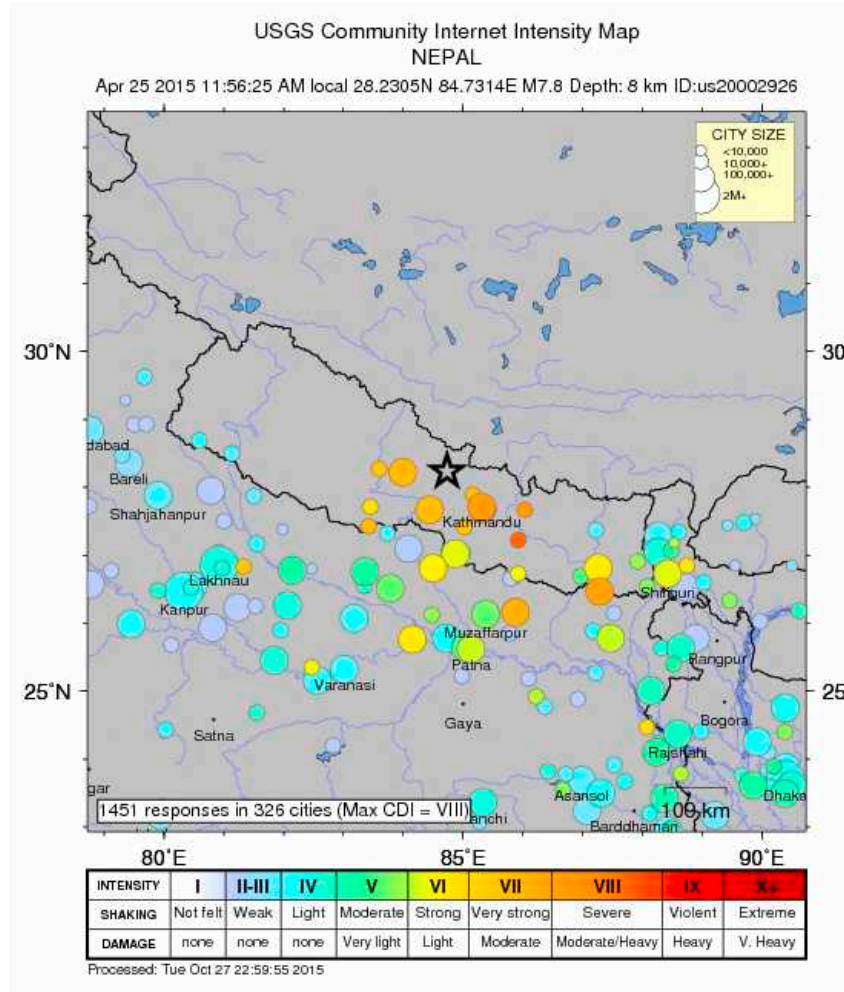 USGS Community Internet Intensity Map
NEPAL
Apr 25 2015 11:56:25 AM local 28.2305N 84.7314E M7.8 Depth: 8 km ID:us20002926
CITY SIZE
<10,000
10,000+
100,000+
2M+
30°N
30
dabad
Bareli
Shahjahanpur
Kathmandu
Lakhnau
Kanpur
Shiliguri
Muzaffarpur
Rangpur
Patna
Varanasi
25°N
25
Gaya
Bogora
Satna
Rajshahi
gar
Asansol
Dhaka
1451 responses in 326 cities (Max CDI = VIII)
anchi
100 km
Barddhaman
80°E
85°E
90°E
INTENSITY I II-III IV V VI VII VIII IX X+
SHAKING Not felt Weak Light Moderate Strong Very strong Severe Violent Extreme
DAMAGE none none none Very light Light Moderate Moderate/Heavy Heavy V. Heavy
Processed: Tue Oct 27 22:59:55 2015